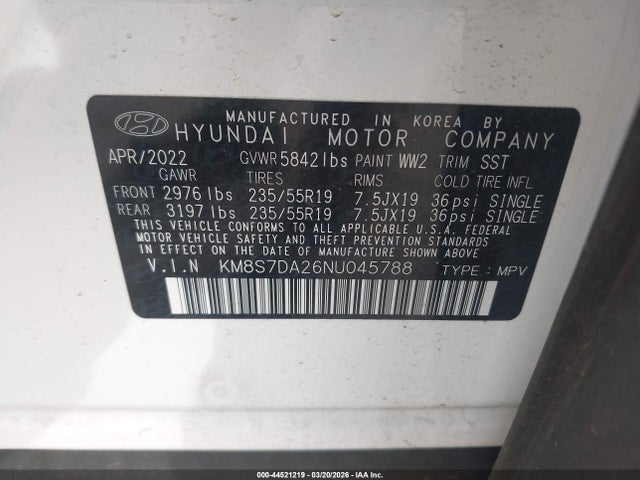 MANUFACTURED IN KOREA BY
HYUNDAI MOTOR COMPANY
APR/2022 GVWR 5842 lbs PAINT WW2 TRIM SST
GAWR TIRES RIMS COLD TIRE INFL.
FRONT 2976 lbs 235/55R19 7.5JX19 36psi SINGLE
REAR 3197 lbs 235/55R19 7.5JX19 36psi SINGLE
THIS VEHICLE CONFORMS TO ALL APPLICABLE U.S.A. FEDERAL
MOTOR VEHICLE SAFETY, BUMPER, AND THEFT PREVENTION STANDARDS
IN EFFECT ON THE DATE OF MANUFACTURE SHOWN ABOVE.
V.I.N KM8S7DA26NU045788 TYPE : MPV
000-44521219 - 03/20/2026 - IAAI, Inc.